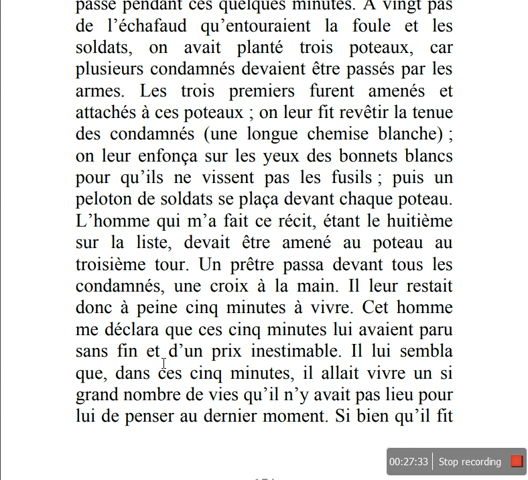 passé pendant ces quelques minutes. À vingt pas
de l’échafaud qu’entouraient la foule et les
soldats, on avait planté trois poteaux, car
plusieurs condamnés devaient être passés par les
armes. Les trois premiers furent amenés et
attachés à ces poteaux ; on leur fit revêtir la tenue
des condamnés (une longue chemise blanche) ;
on leur enfonça sur les yeux des bonnets blancs
pour qu’ils ne vissent pas les fusils ; puis un
peloton de soldats se plaça devant chaque poteau.
L’homme qui m’a fait ce récit, étant le huitième
sur la liste, devait être amené au poteau au
troisième tour. Un prêtre passa devant tous les
condamnés, une croix à la main. Il leur restait
donc à peine cinq minutes à vivre. Cet homme
me déclara que ces cinq minutes lui avaient paru
sans fin et d’un prix inestimable. Il lui sembla
que, dans ces cinq minutes, il allait vivre un si
grand nombre de vies qu’il n’y avait pas lieu pour
lui de penser au dernier moment. Si bien qu’il fit
00:27:33 Stop recording